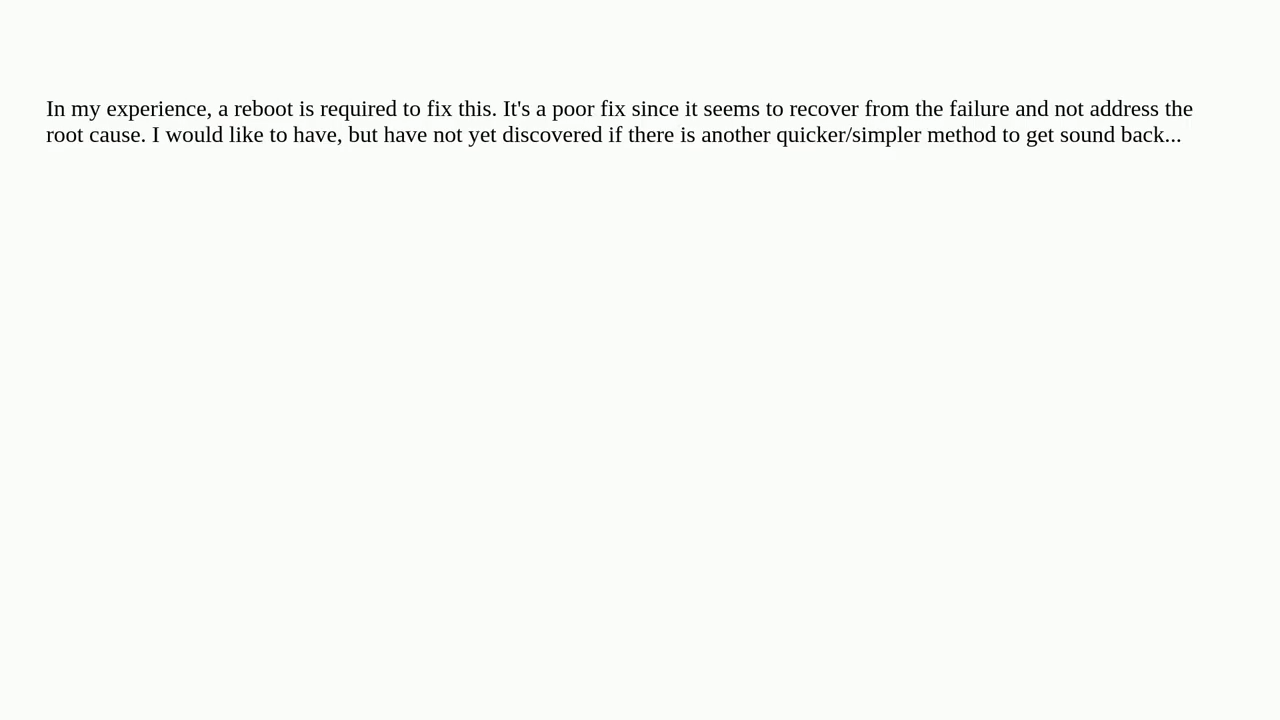 In my experience, a reboot is required to fix this. It's a poor fix since it seems to recover from the failure and not address the
root cause. I would like to have, but have not yet discovered if there is another quicker/simpler method to get sound back...